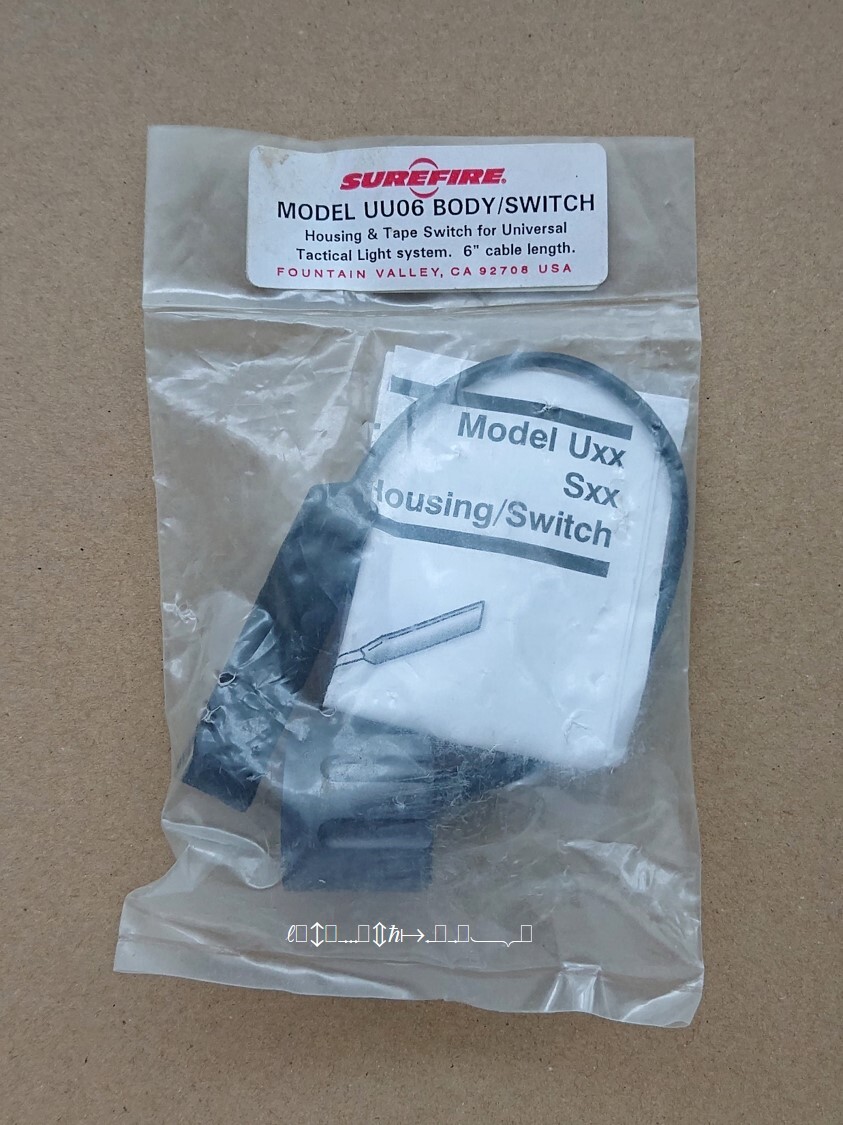 SUREFIRE
MODEL UU06 BODY/SWITCH
Housing & Tape Switch for Universal
Tactical Light system. 6" cable length.
FOUNTAIN VALLEY, CA 92708 USA
Model Uxx
Sxx
Housing/Switch